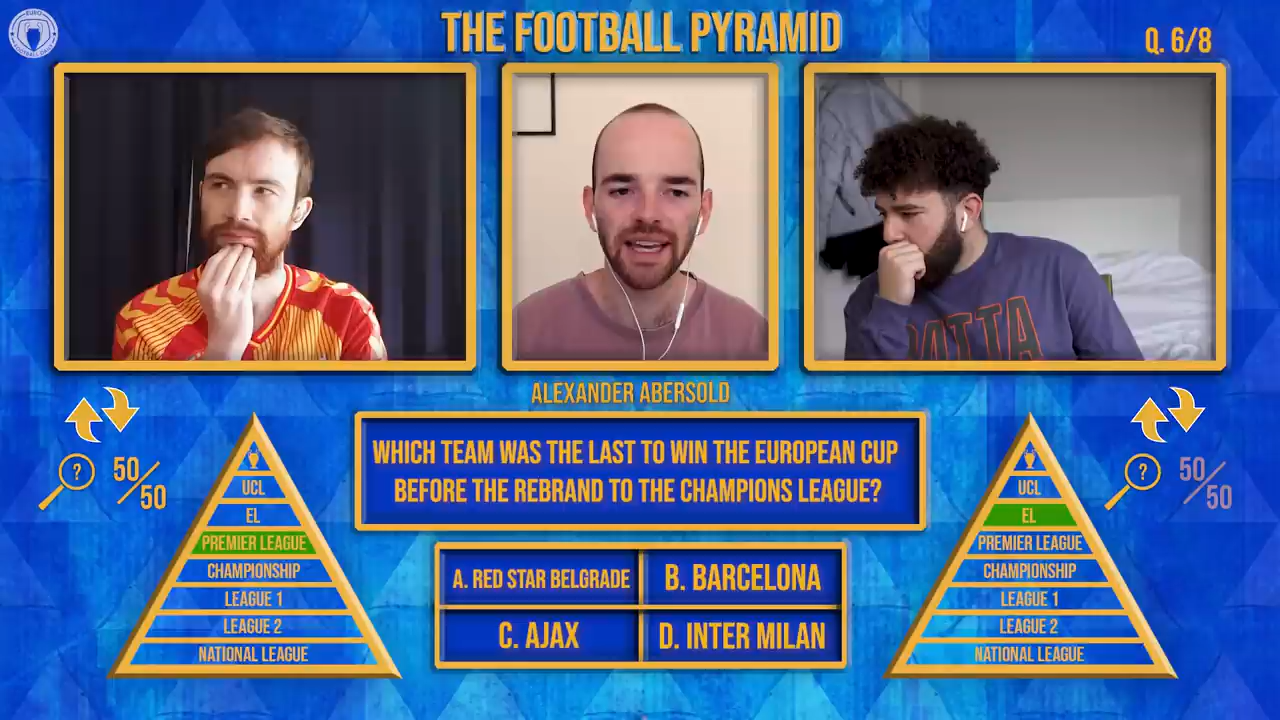 THE FOOTBALL PYRAMID
Q. 6/8
EURO
FOOTBALL DAILY
ALEXANDER ABERSOLD
WHICH TEAM WAS THE LAST TO WIN THE EUROPEAN CUP
BEFORE THE REBRAND TO THE CHAMPIONS LEAGUE?
A. RED STAR BELGRADE
B. BARCELONA
C. AJAX
D. INTER MILAN
?
50/50
UCL
EL
PREMIER LEAGUE
CHAMPIONSHIP
LEAGUE 1
LEAGUE 2
NATIONAL LEAGUE
?
50/50
UCL
EL
PREMIER LEAGUE
CHAMPIONSHIP
LEAGUE 1
LEAGUE 2
NATIONAL LEAGUE